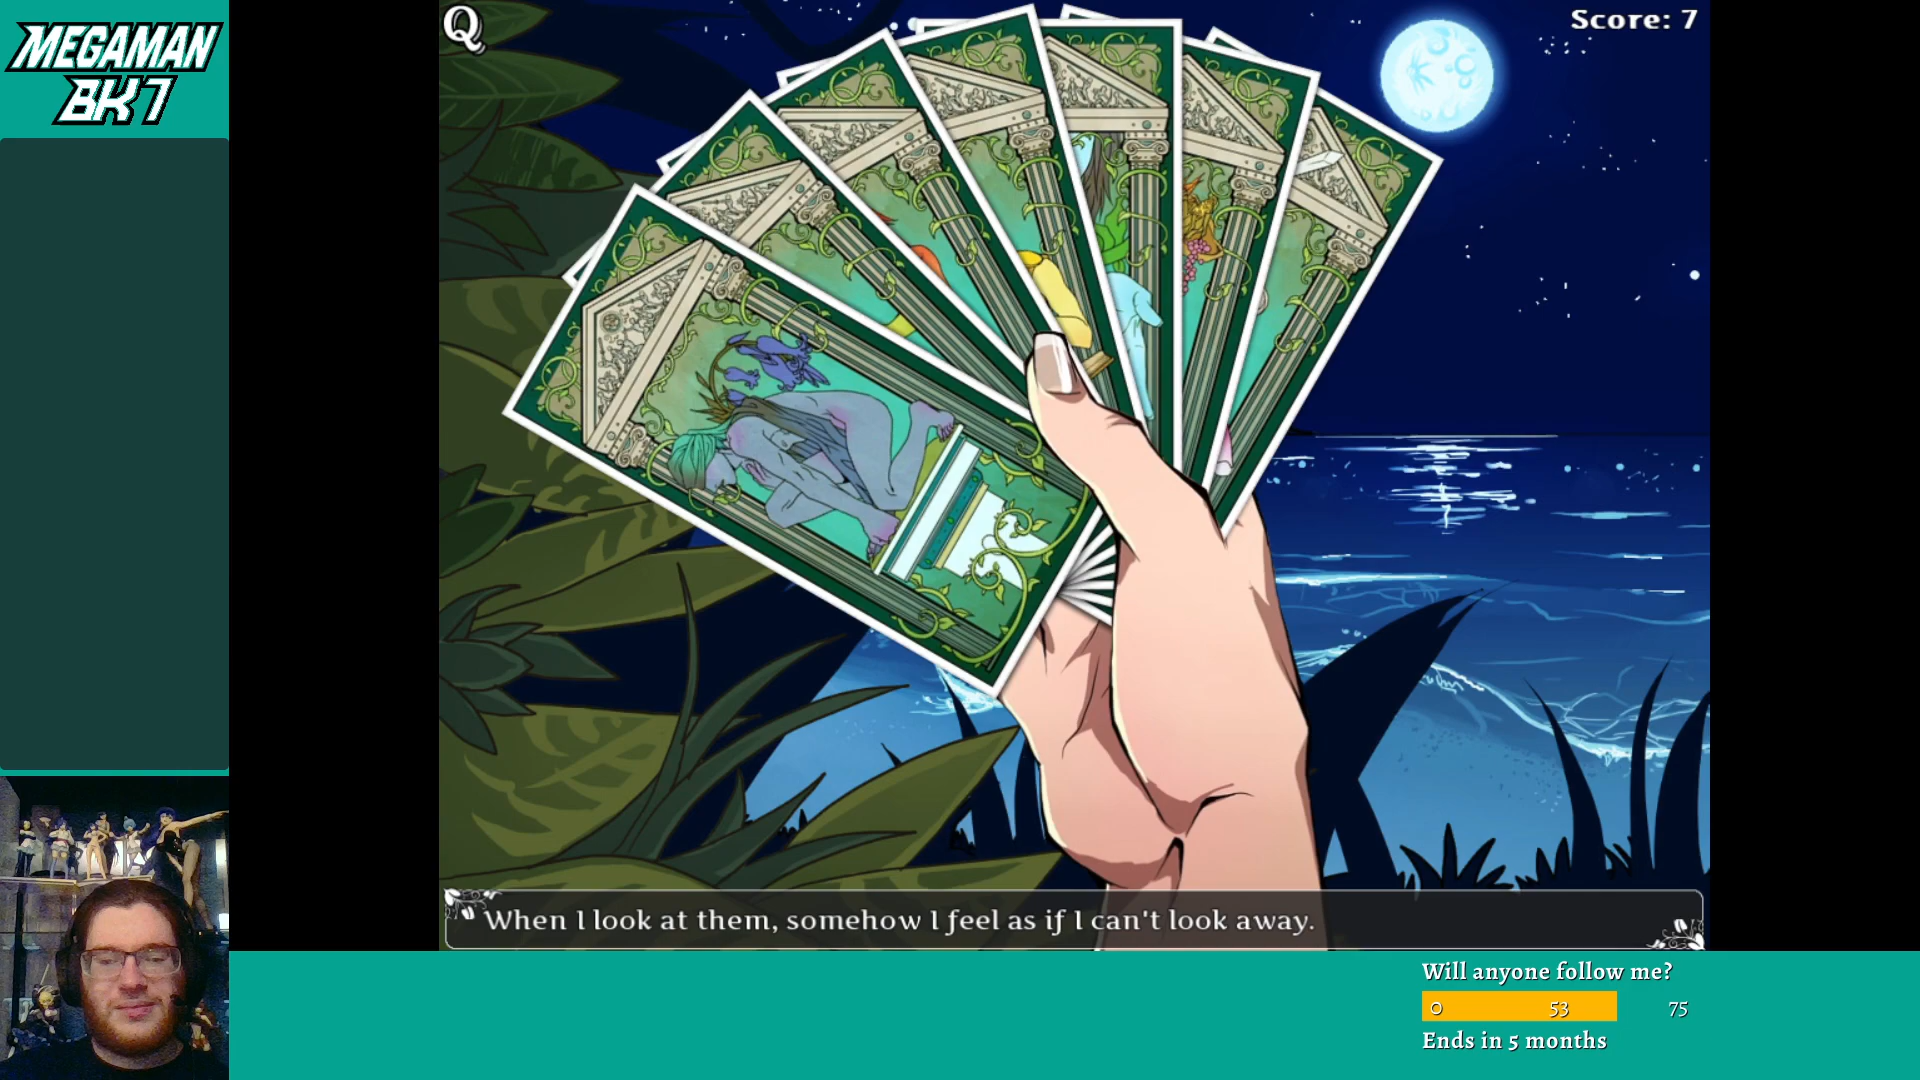 MEGAMAN
BK7
Q
Score: 7
When I look at them, somehow I feel as if I can't look away.
Will anyone follow me?
0 53 75
Ends in 5 months